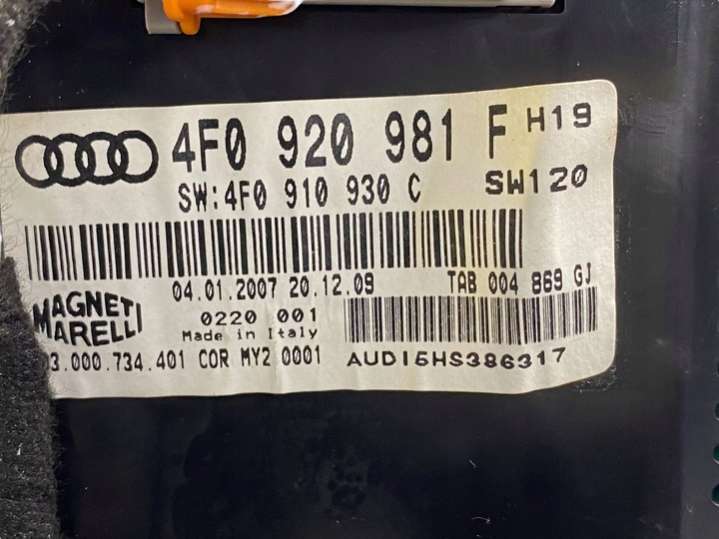 4F0 920 981 F H19
SW:4F0 910 930 C SW120
04.01.2007 20.12.09 TAB 004 869 GJ
MAGNETI
MARELLI
0220 001
Made in Italy
3.000.734.401 COR MY2 0001
AUDI5HS386317